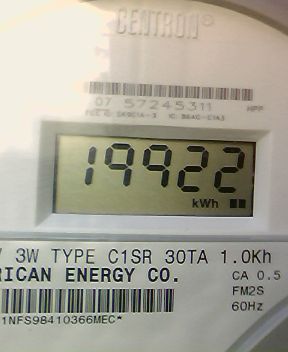 CENTRON®
07 57245311 HPP
19922
kWh
V 3W TYPE C1SR 30TA 1.0Kh
RICAN ENERGY CO. CA 0.5
FM2S
60Hz
1NFS98410366MEC*